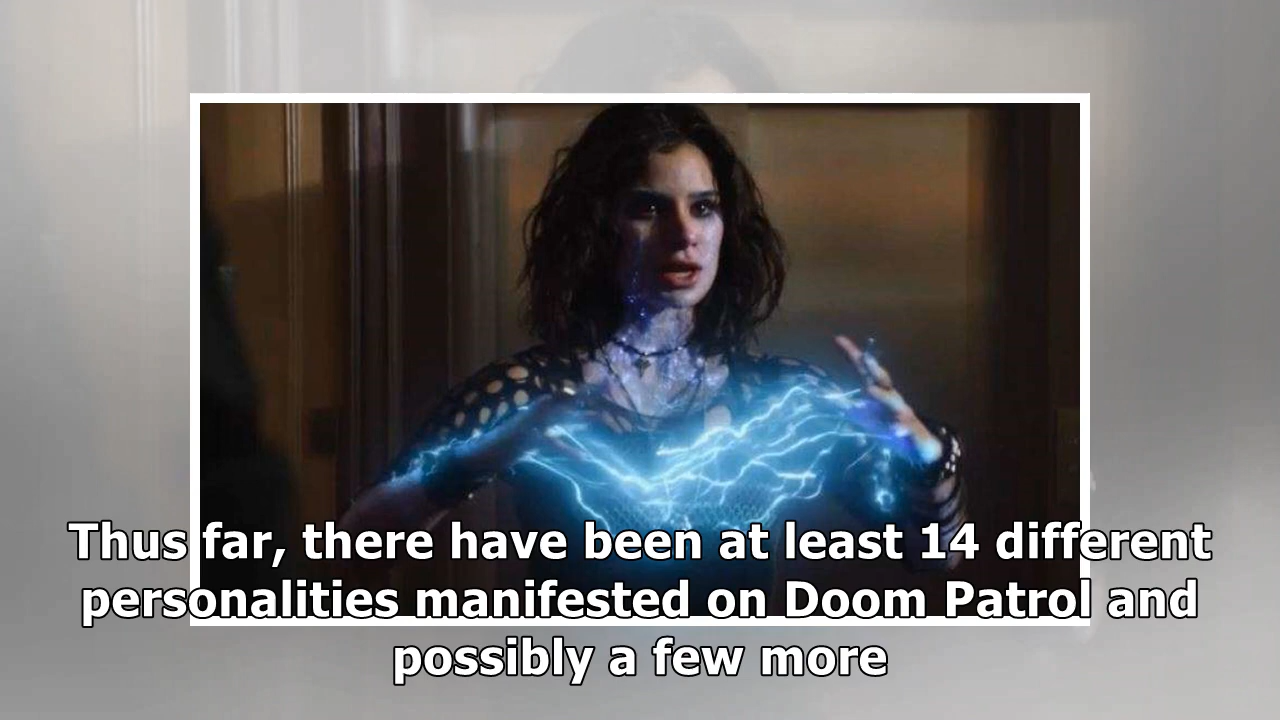 Thus far, there have been at least 14 different
personalities manifested on Doom Patrol and
possibly a few more